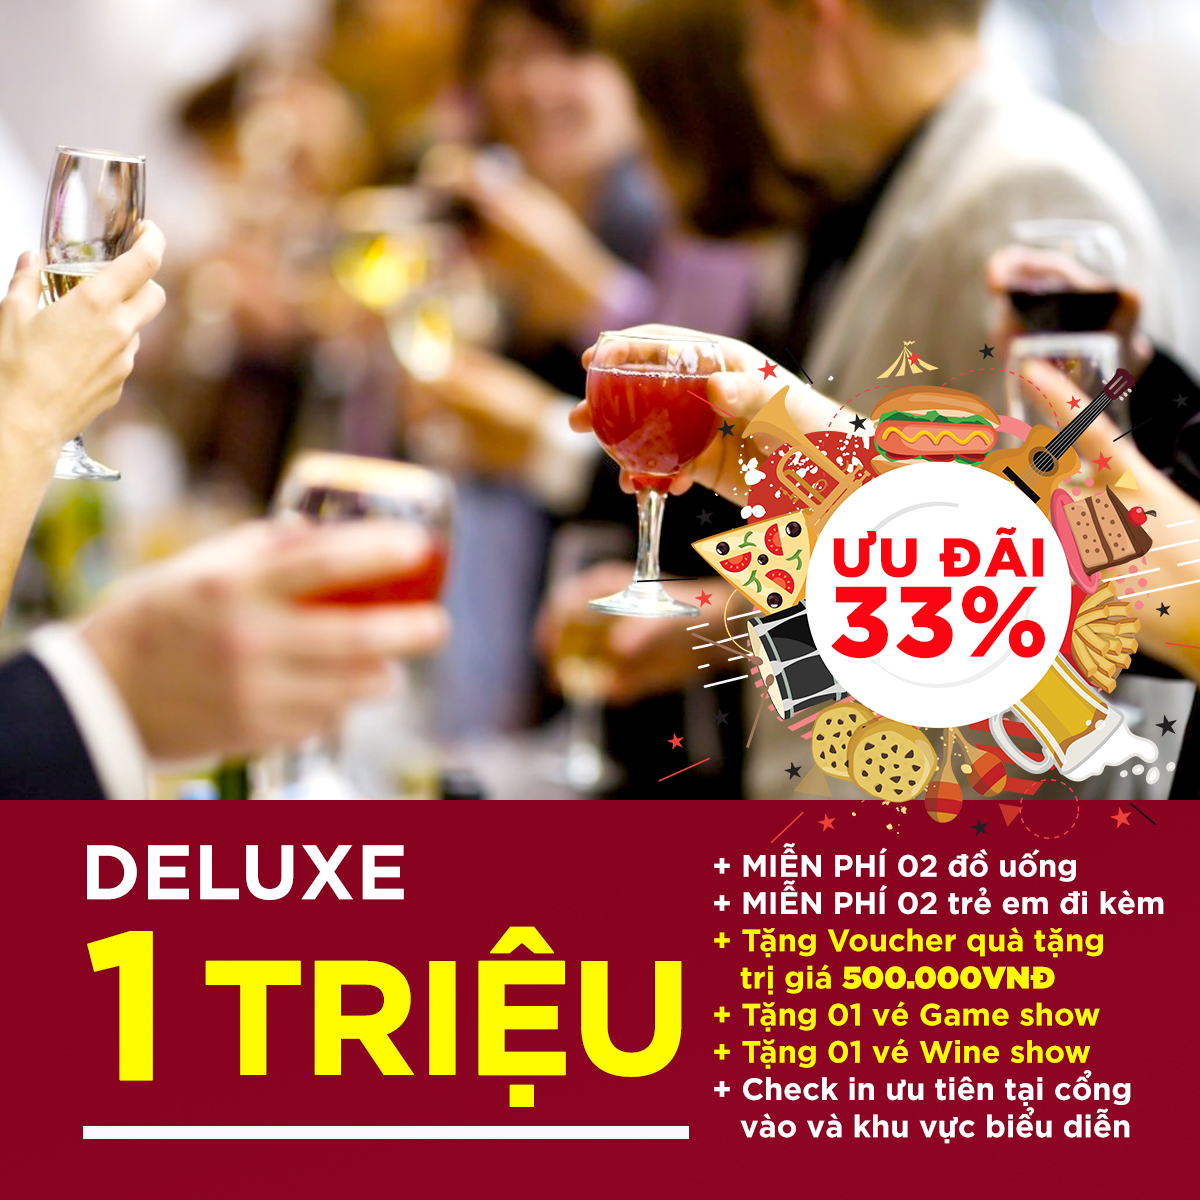 ƯU ĐÃI
33%
DELUXE
1 TRIỆU
+ MIỄN PHÍ 02 đồ uống
+ MIỄN PHÍ 02 trẻ em đi kèm
+ Tặng Voucher quà tặng
trị giá 500.000VNĐ
+ Tặng 01 vé Game show
+ Tặng 01 vé Wine show
+ Check in ưu tiên tại cổng
vào và khu vực biểu diễn